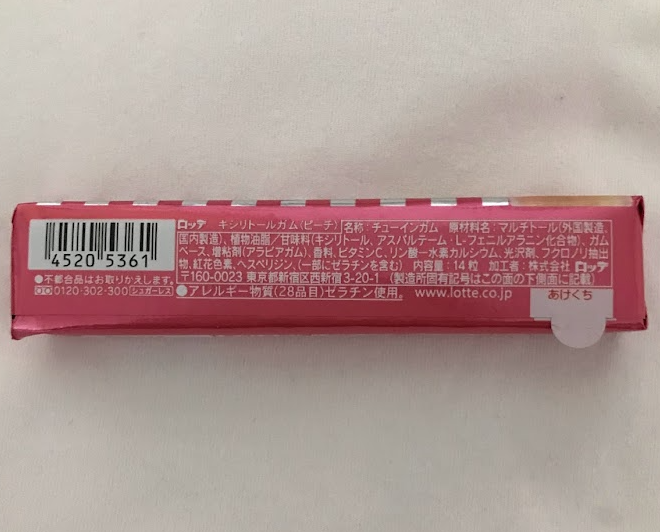 4520 5361
●不都合品はお取りかえします。
0120-302-300 シュガーレス
ロッテ キシリトールガム〈ピーチ〉 名称:チューインガム 原材料名:マルチトール(外国製造、
国内製造)、植物油脂/甘味料(キシリトール、アスパルテーム・L-フェニルアラニン化合物)、ガム
ベース、増粘剤(アラビアガム)、香料、ビタミンC、リン酸一水素カルシウム、光沢剤、フクロノリ抽出
物、紅花色素、ヘスペリジン、(一部にゼラチンを含む) 内容量:14粒 加工者:株式会社 ロッテ
〒160-0023 東京都新宿区西新宿3-20-1 (製造所固有記号はこの面の下側面に記載)
●アレルギー物質(28品目)ゼラチン使用。 www.lotte.co.jp
あけくち